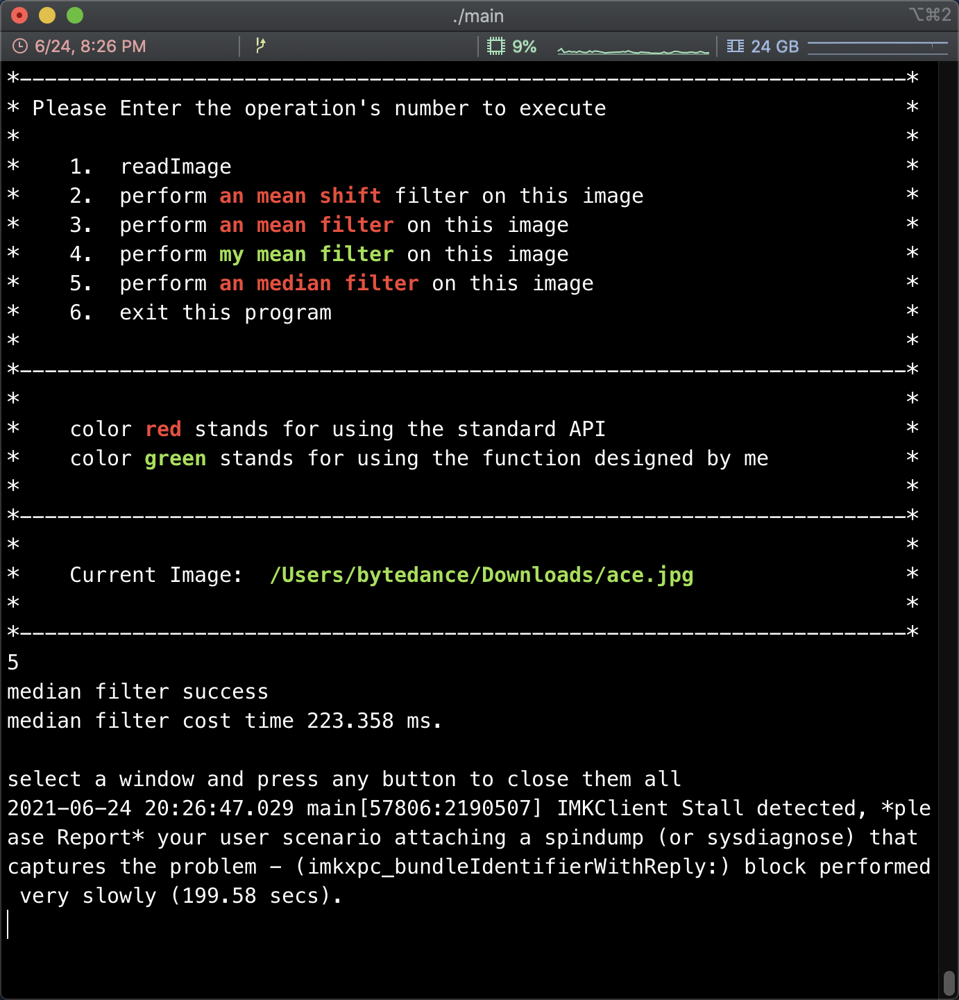 ./main
⌥⌘2
6/24, 8:26 PM
9%
24 GB
*-----------------------------------------------------------------------*
* Please Enter the operation's number to execute *
* *
* 1. readImage *
* 2. perform an mean shift filter on this image *
* 3. perform an mean filter on this image *
* 4. perform my mean filter on this image *
* 5. perform an median filter on this image *
* 6. exit this program *
* *
*-----------------------------------------------------------------------*
* *
* color red stands for using the standard API *
* color green stands for using the function designed by me *
* *
*-----------------------------------------------------------------------*
* *
* Current Image: /Users/bytedance/Downloads/ace.jpg *
* *
*-----------------------------------------------------------------------*
5
median filter success
median filter cost time 223.358 ms.
select a window and press any button to close them all
2021-06-24 20:26:47.029 main[57806:2190507] IMKClient Stall detected, *ple
ase Report* your user scenario attaching a spindump (or sysdiagnose) that
captures the problem - (imkxpc_bundleIdentifierWithReply:) block performed
very slowly (199.58 secs).